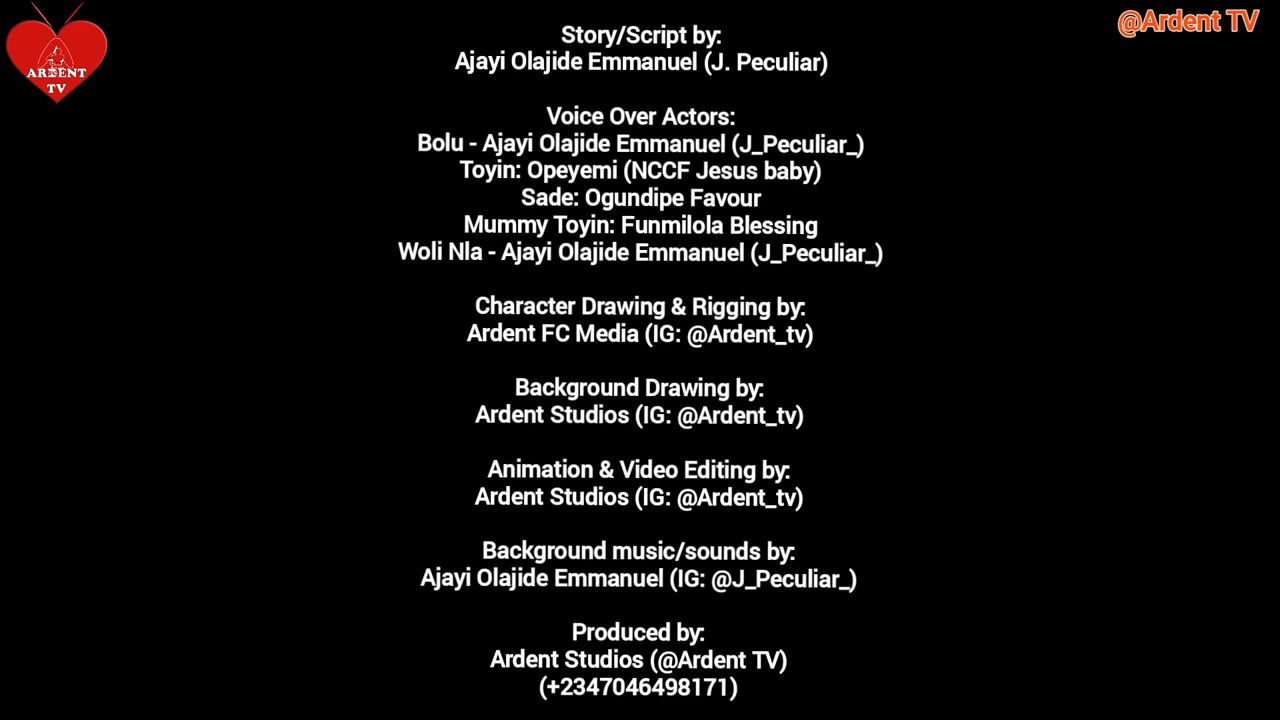 ARDENT
TV
@Ardent TV
Story/Script by:
Ajayi Olajide Emmanuel (J. Peculiar)
Voice Over Actors:
Bolu - Ajayi Olajide Emmanuel (J_Peculiar_)
Toyin: Opeyemi (NCCF Jesus baby)
Sade: Ogundipe Favour
Mummy Toyin: Funmilola Blessing
Woli Nla - Ajayi Olajide Emmanuel (J_Peculiar_)
Character Drawing & Rigging by:
Ardent FC Media (IG: @Ardent_tv)
Background Drawing by:
Ardent Studios (IG: @Ardent_tv)
Animation & Video Editing by:
Ardent Studios (IG: @Ardent_tv)
Background music/sounds by:
Ajayi Olajide Emmanuel (IG: @J_Peculiar_)
Produced by:
Ardent Studios (@Ardent TV)
(+2347046498171)